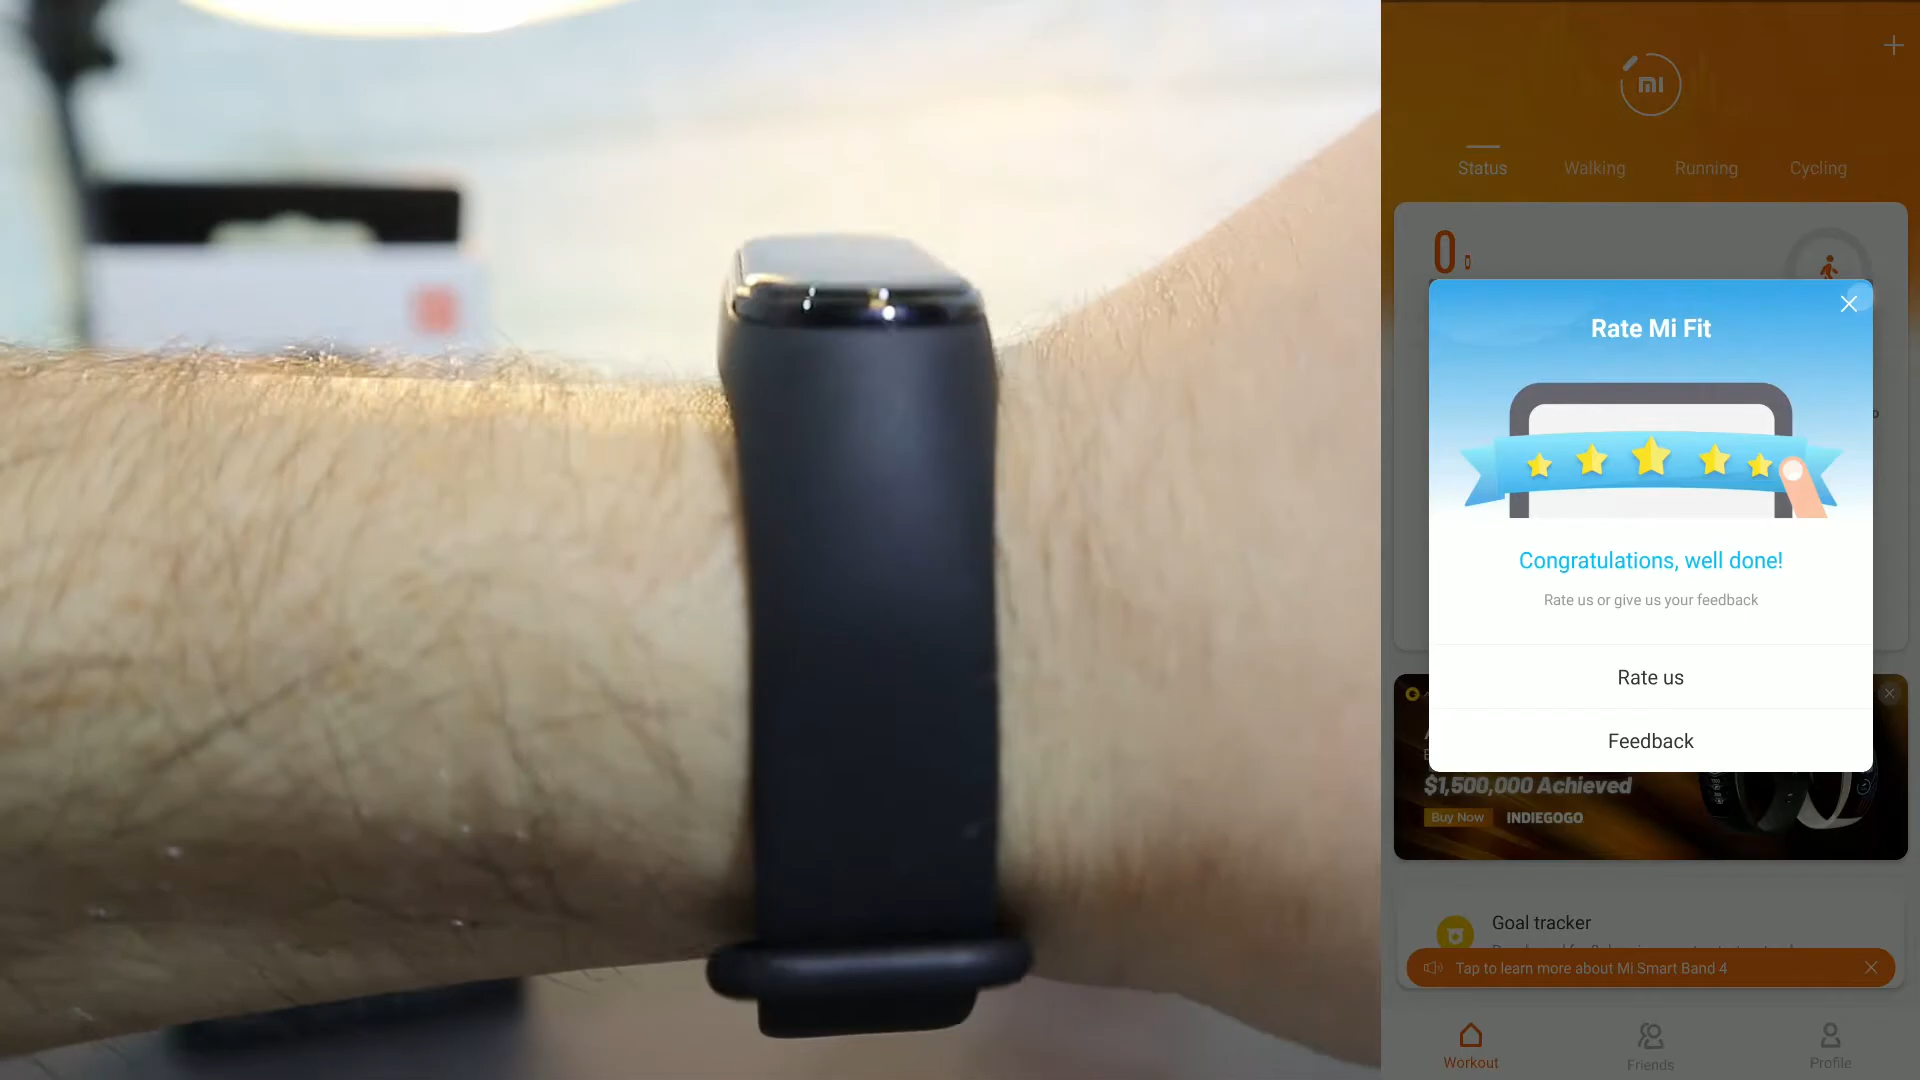 mi
Status Walking Running Cycling
0
Rate Mi Fit
Congratulations, well done!
Rate us or give us your feedback
Rate us
Feedback
$1,500,000 Achieved
Buy Now INDIEGOGO
Goal tracker
Tap to learn more about Mi Smart Band 4
Workout Friends Profile